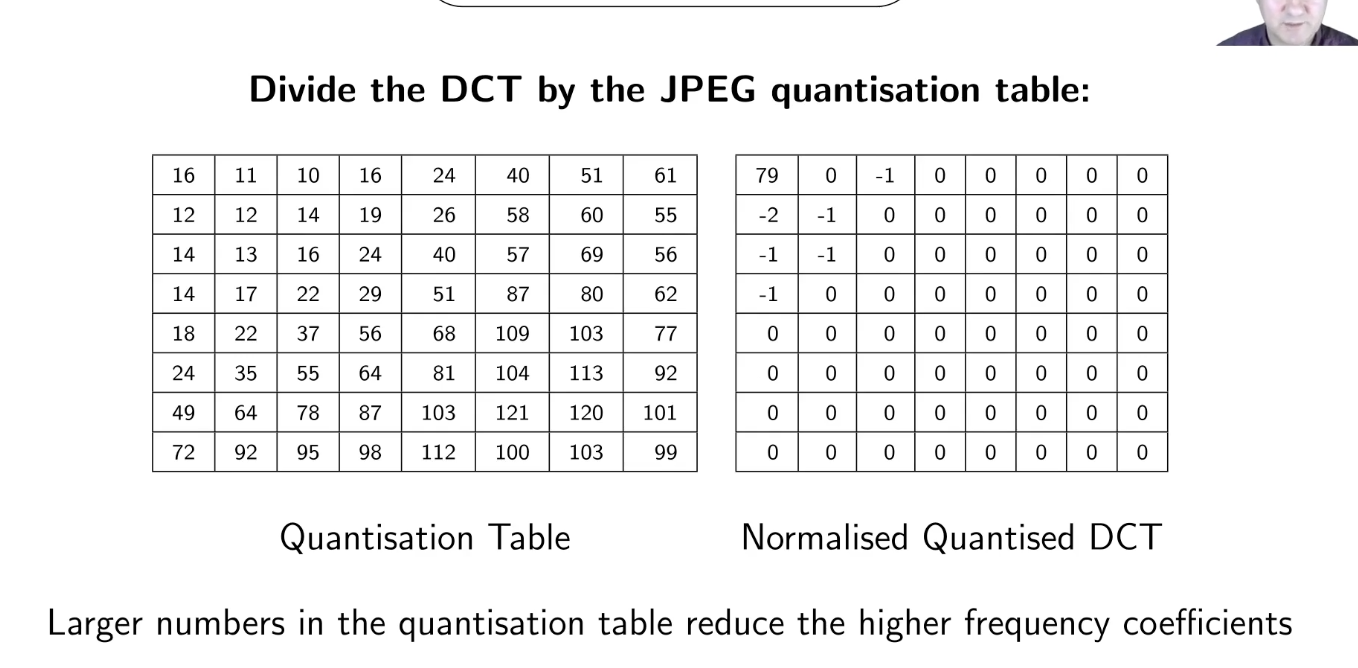 Divide the DCT by the JPEG quantisation table:
16 11 10 16 24 40 51 61
12 12 14 19 26 58 60 55
14 13 16 24 40 57 69 56
14 17 22 29 51 87 80 62
18 22 37 56 68 109 103 77
24 35 55 64 81 104 113 92
49 64 78 87 103 121 120 101
72 92 95 98 112 100 103 99
Quantisation Table
79 0 -1 0 0 0 0 0
-2 -1 0 0 0 0 0 0
-1 -1 0 0 0 0 0 0
-1 0 0 0 0 0 0 0
0 0 0 0 0 0 0 0
0 0 0 0 0 0 0 0
0 0 0 0 0 0 0 0
0 0 0 0 0 0 0 0
Normalised Quantised DCT
Larger numbers in the quantisation table reduce the higher frequency coefficients